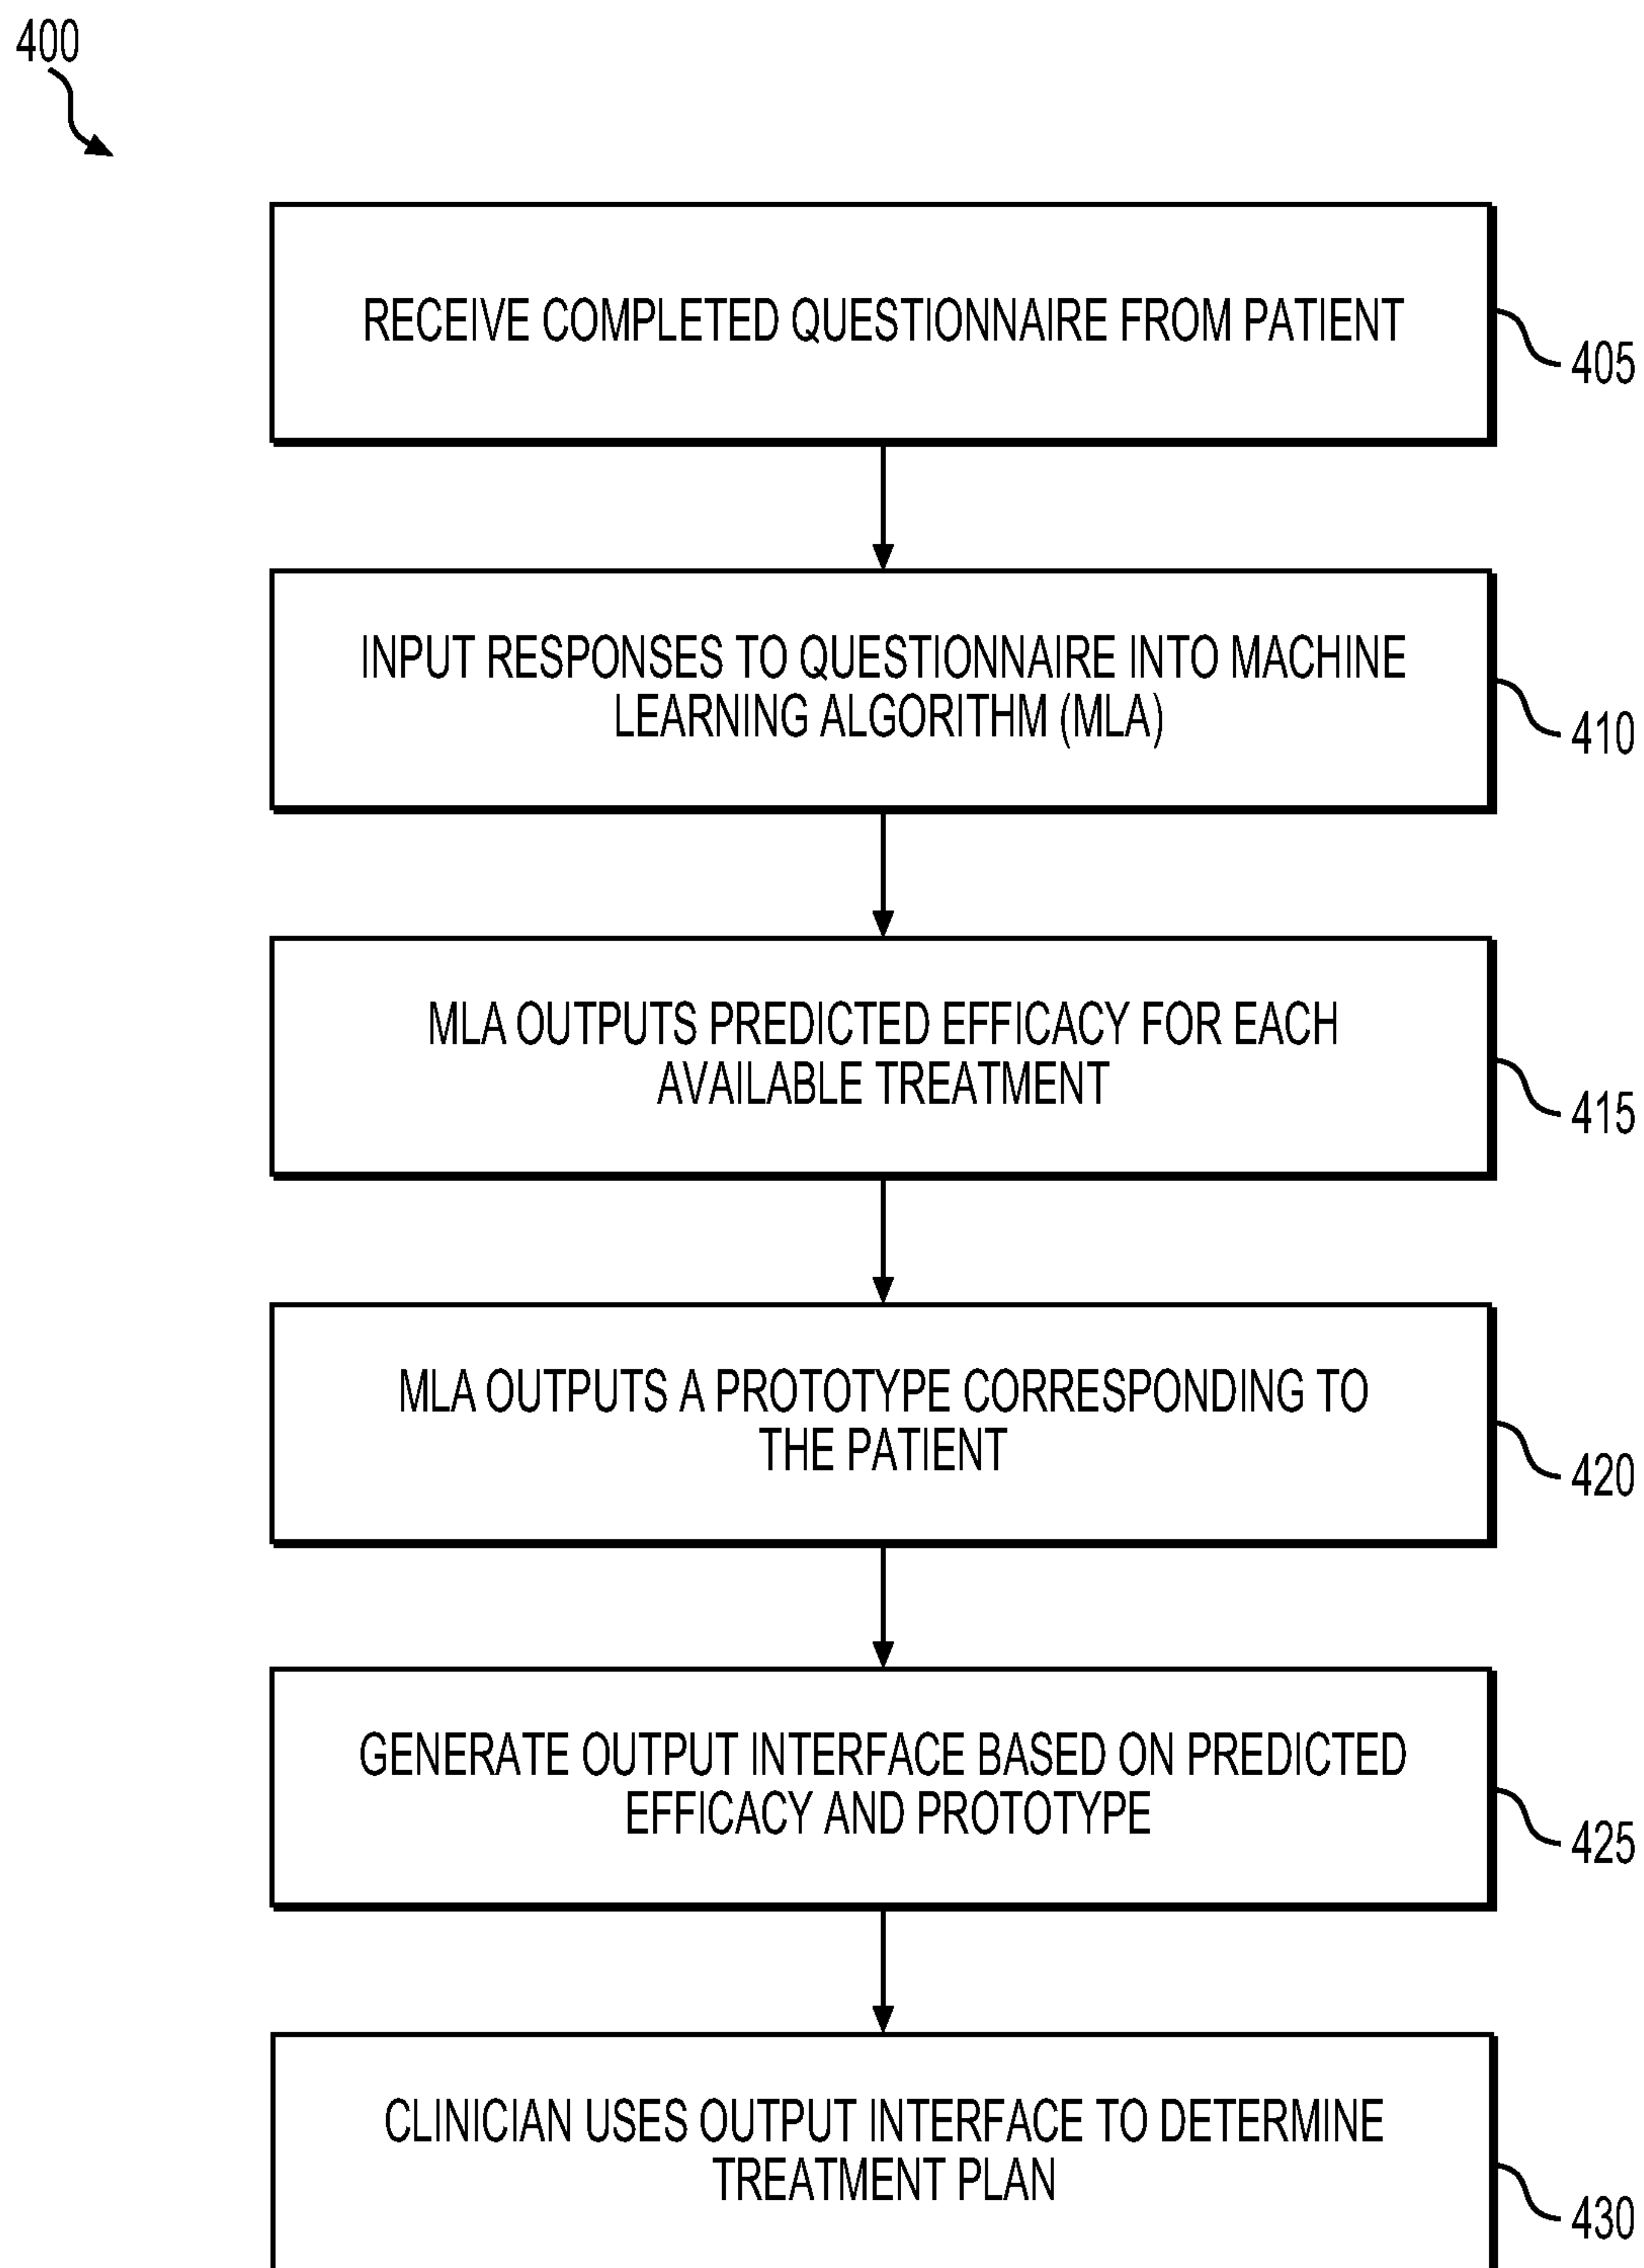 400
RECEIVE COMPLETED QUESTIONNAIRE FROM PATIENT
405
INPUT RESPONSES TO QUESTIONNAIRE INTO MACHINE
LEARNING ALGORITHM (MLA)
410
MLA OUTPUTS PREDICTED EFFICACY FOR EACH
AVAILABLE TREATMENT
415
MLA OUTPUTS A PROTOTYPE CORRESPONDING TO
THE PATIENT
420
GENERATE OUTPUT INTERFACE BASED ON PREDICTED
EFFICACY AND PROTOTYPE
425
CLINICIAN USES OUTPUT INTERFACE TO DETERMINE
TREATMENT PLAN
430